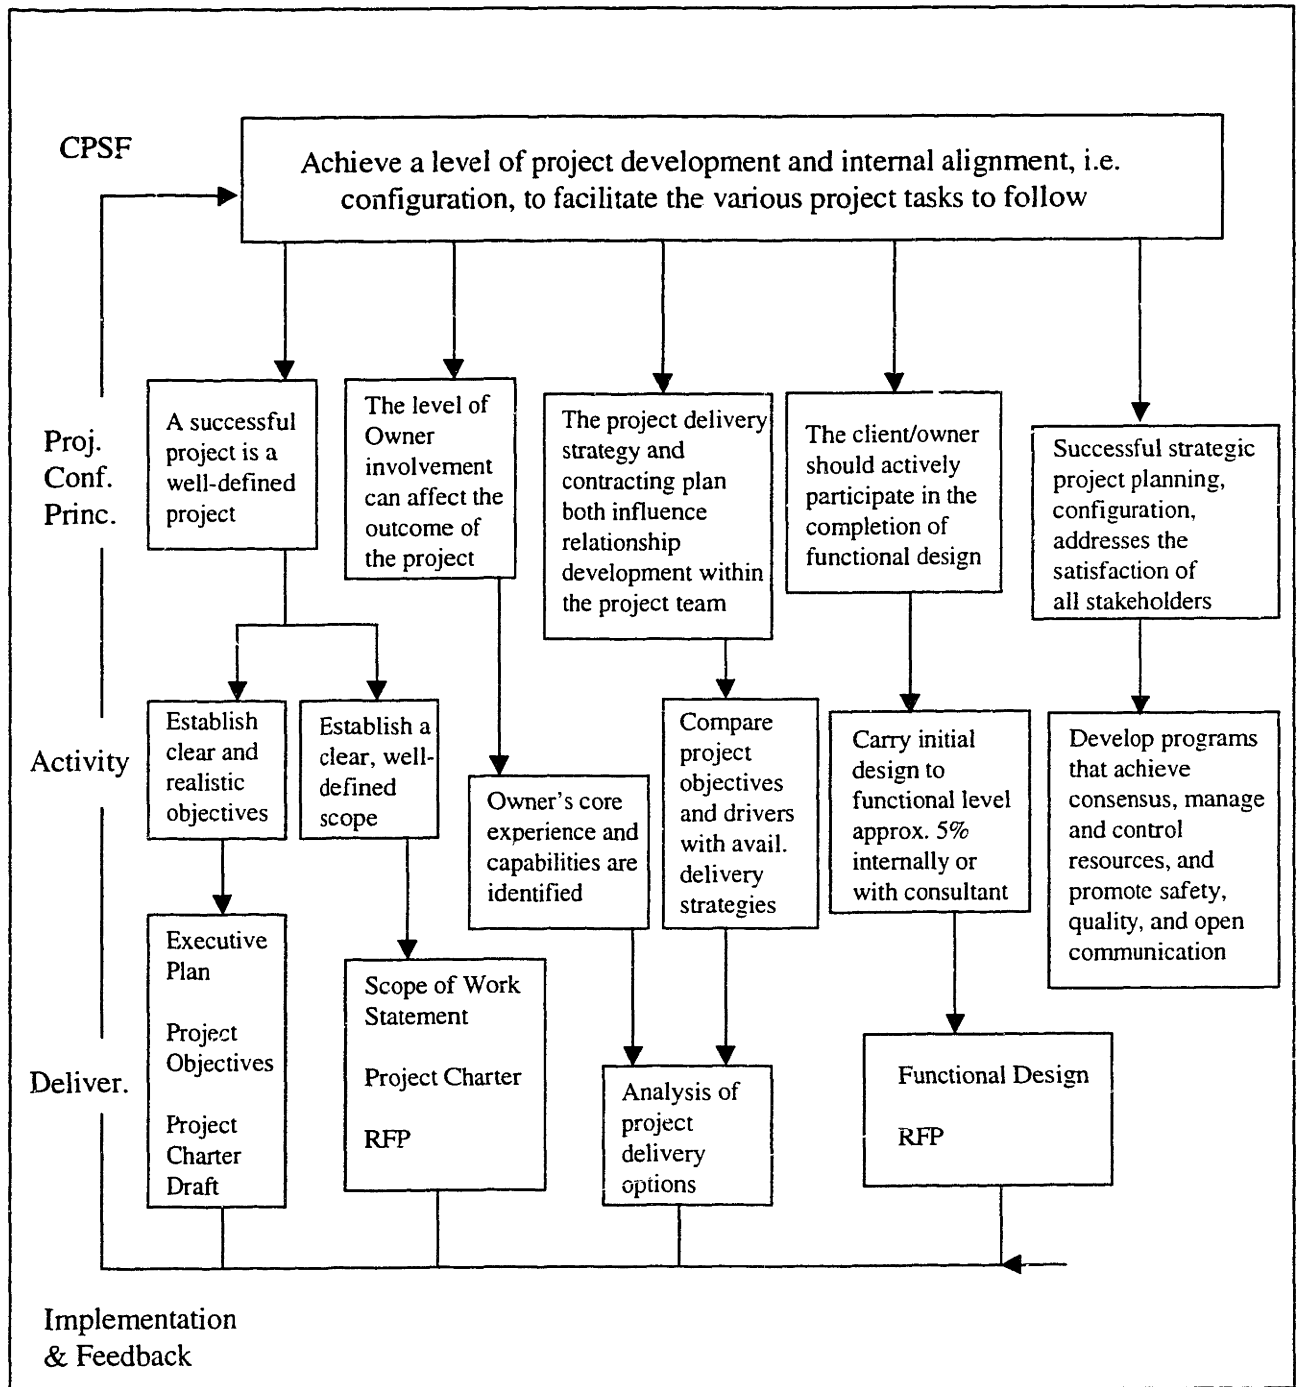 CPSF
Achieve a level of project development and internal alignment, i.e.
configuration, to facilitate the various project tasks to follow
Proj.
Conf.
Princ.
A successful
project is a
well-defined
project
The level of
Owner
involvement
can affect the
outcome of
the project
The project delivery
strategy and
contracting plan
both influence
relationship
development within
the project team
The client/owner
should actively
participate in the
completion of
functional design
Successful strategic
project planning,
configuration,
addresses the
satisfaction of
all stakeholders
Activity
Establish
clear and
realistic
objectives
Establish a
clear, well-
defined
scope
Owner's core
experience and
capabilities are
identified
Compare
project
objectives
and drivers
with avail.
delivery
strategies
Carry initial
design to
functional level
approx. 5%
internally or
with consultant
Develop programs
that achieve
consensus, manage
and control
resources, and
promote safety,
quality, and open
communication
Deliver.
Executive
Plan
Project
Objectives
Project
Charter
Draft
Scope of Work
Statement
Project Charter
RFP
Analysis of
project
delivery
options
Functional Design
RFP
Implementation
& Feedback